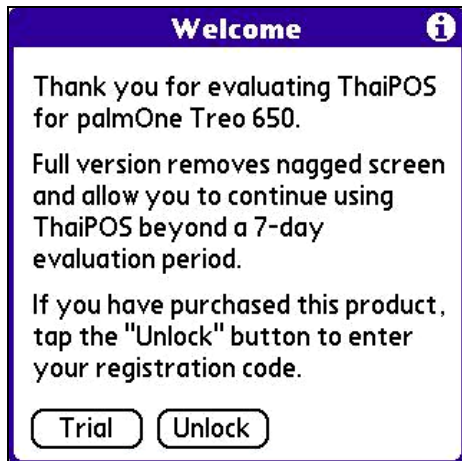 Welcome
Thank you for evaluating ThaiPOS
for palmOne Treo 650.
Full version removes nagged screen
and allow you to continue using
ThaiPOS beyond a 7-day
evaluation period.
If you have purchased this product,
tap the "Unlock" button to enter
your registration code.
Trial Unlock